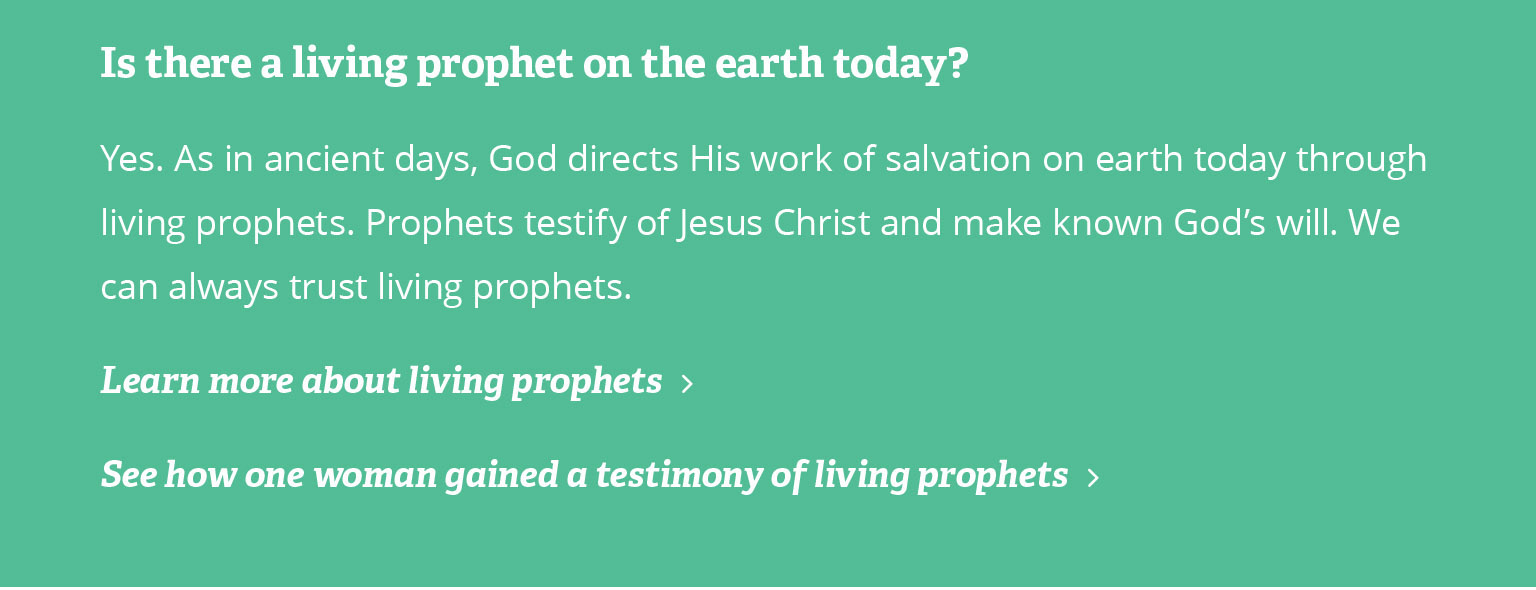 Is there a living prophet on the earth today?
Yes. As in ancient days, God directs His work of salvation on earth today through
living prophets. Prophets testify of Jesus Christ and make known God’s will. We
can always trust living prophets.
Learn more about living prophets
See how one woman gained a testimony of living prophets